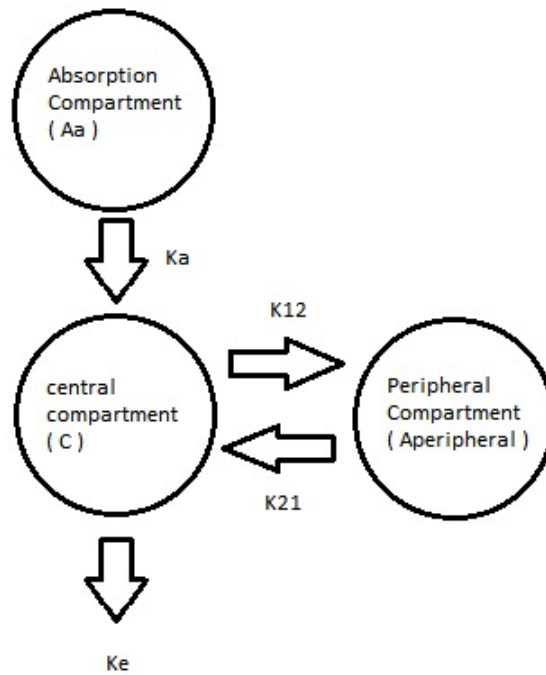 Absorption
Compartment
( Aa )
Ka
K12
central
compartment
( C )
Peripheral
Compartment
( Aperipheral )
K21
Ke